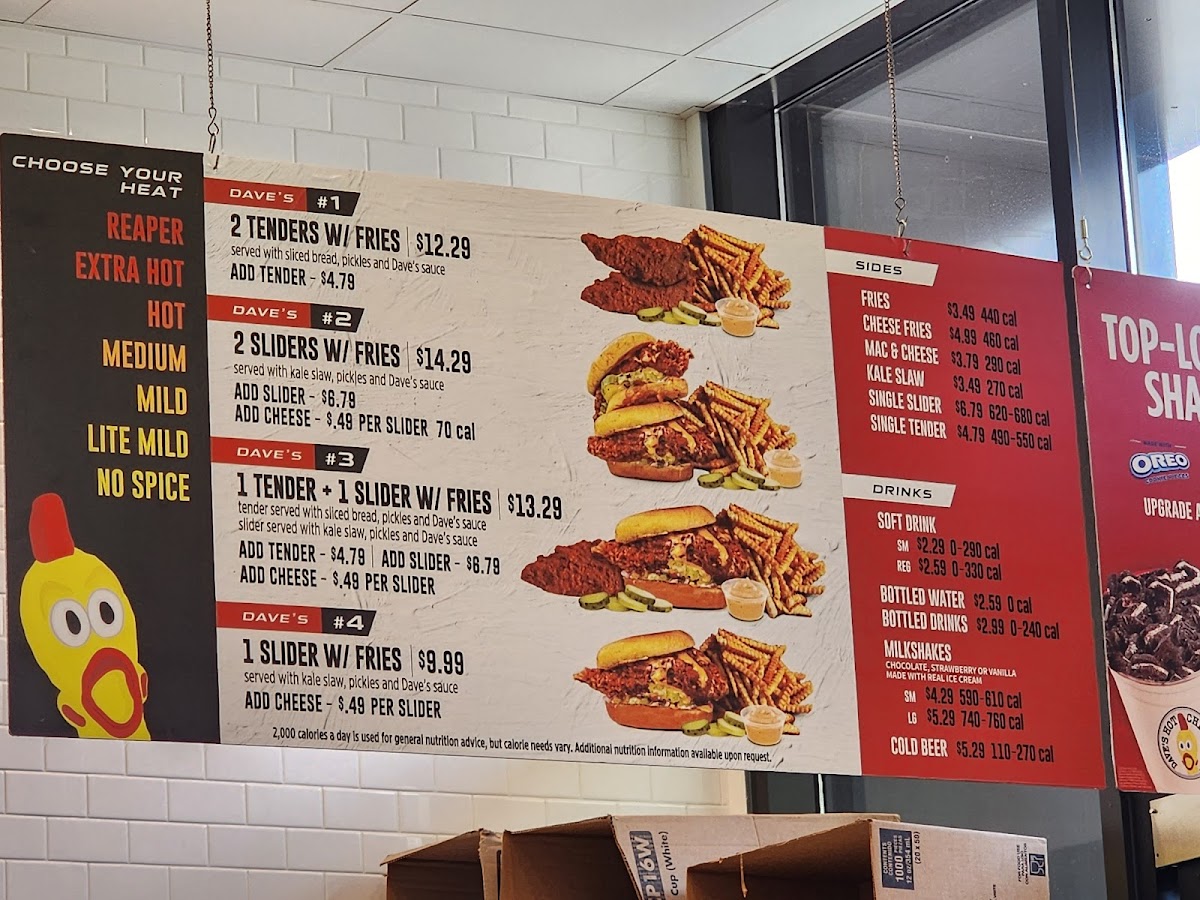 CHOOSE YOUR
HEAT
REAPER
EXTRA HOT
HOT
MEDIUM
MILD
LITE MILD
NO SPICE
DAVE'S #1
2 TENDERS W/ FRIES | $12.29
served with sliced bread, pickles and Dave's sauce
ADD TENDER - $4.79
DAVE'S #2
2 SLIDERS W/ FRIES | $14.29
served with kale slaw, pickles and Dave's sauce
ADD SLIDER - $6.79
ADD CHEESE - $.49 PER SLIDER 70 cal
DAVE'S #3
1 TENDER + 1 SLIDER W/ FRIES | $13.29
tender served with sliced bread, pickles and Dave's sauce
slider served with kale slaw, pickles and Dave's sauce
ADD TENDER - $4.79 | ADD SLIDER - $6.79
ADD CHEESE - $.49 PER SLIDER
DAVE'S #4
1 SLIDER W/ FRIES | $9.99
served with kale slaw, pickles and Dave's sauce
ADD CHEESE - $.49 PER SLIDER
2,000 calories a day is used for general nutrition advice, but calorie needs vary. Additional nutrition information available upon request.
SIDES
FRIES $3.49 440 cal
CHEESE FRIES $4.99 460 cal
MAC & CHEESE $3.79 290 cal
KALE SLAW $3.49 270 cal
SINGLE SLIDER $6.79 620-680 cal
SINGLE TENDER $4.79 490-550 cal
DRINKS
SOFT DRINK
SM $2.29 0-290 cal
REG $2.59 0-330 cal
BOTTLED WATER $2.59 0 cal
BOTTLED DRINKS $2.99 0-240 cal
MILKSHAKES
CHOCOLATE, STRAWBERRY OR VANILLA
MADE WITH REAL ICE CREAM
SM $4.29 590-610 cal
LG $5.29 740-760 cal
COLD BEER $5.29 110-270 cal
TOP-LO
SHA
OREO
UPGRADE A
DAVE'S HOT CH
P16W
Cup (White)
1000
(20 x 50)